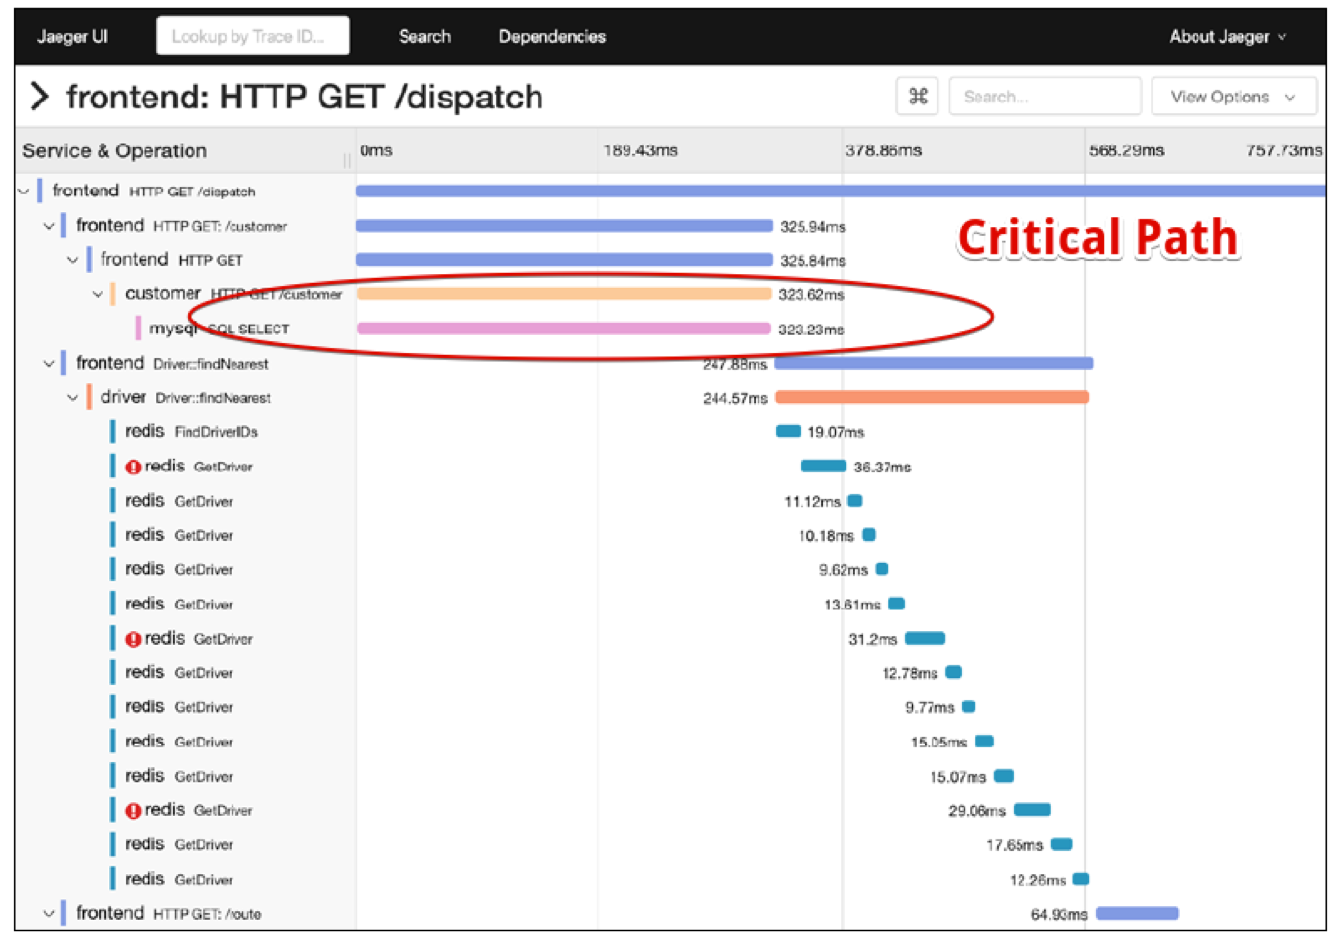 Jaeger UI Lookup by Trace ID... Search Dependencies About Jaeger
frontend: HTTP GET /dispatch ⌘ Search... View Options
Service & Operation 0ms 189.43ms 378.86ms 568.29ms 757.73ms
frontend HTTP GET /dispatch
frontend HTTP GET: /customer 325.94ms
Critical Path
frontend HTTP GET 325.84ms
customer HTTP GET /customer 323.62ms
mysql SQL SELECT 323.23ms
frontend Driver::findNearest 247.88ms
driver Driver::findNearest 244.57ms
redis FindDriverIDs 19.07ms
redis GetDriver 36.37ms
redis GetDriver 11.12ms
redis GetDriver 10.18ms
redis GetDriver 9.62ms
redis GetDriver 13.61ms
redis GetDriver 31.2ms
redis GetDriver 12.78ms
redis GetDriver 9.77ms
redis GetDriver 15.05ms
redis GetDriver 15.07ms
redis GetDriver 29.06ms
redis GetDriver 17.65ms
redis GetDriver 12.26ms
frontend HTTP GET: /route 64.93ms